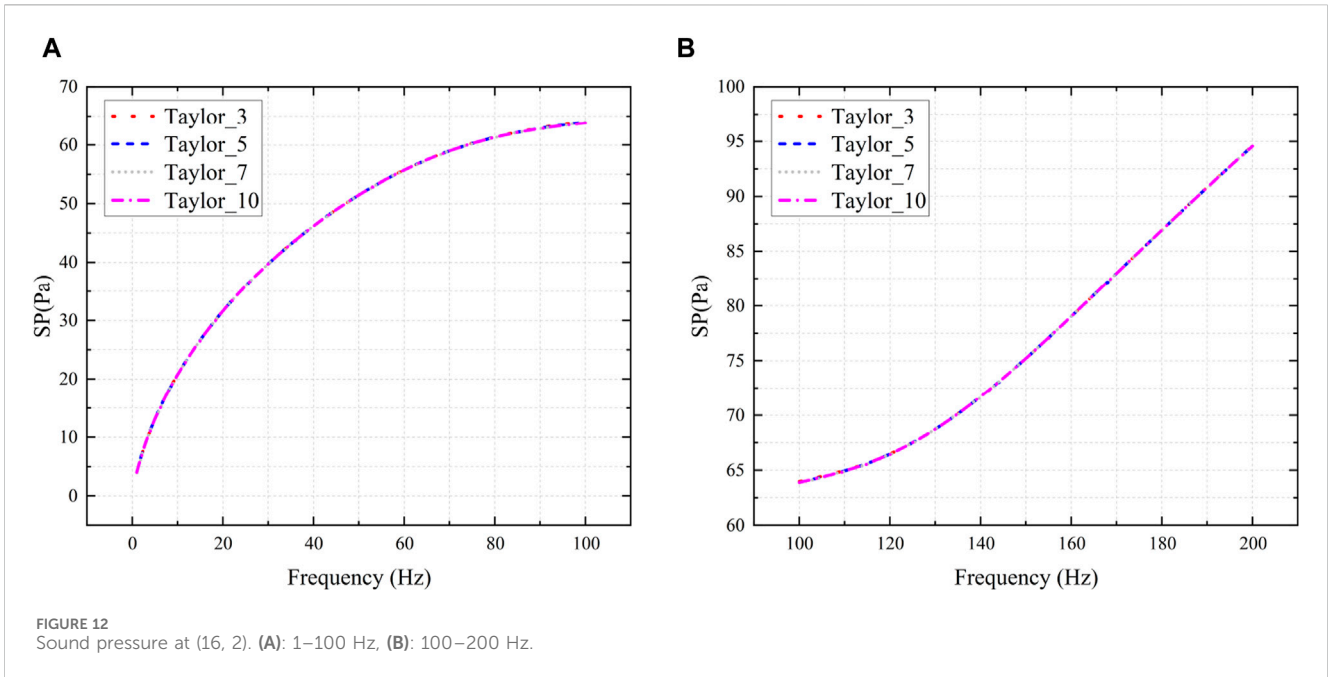 A
B
70
60
50
40
30
20
10
0
SP(Pa)
Taylor_3
Taylor_5
Taylor_7
Taylor_10
0
20
40
60
80
100
Frequency (Hz)
100
95
90
85
80
75
70
65
60
SP(Pa)
Taylor_3
Taylor_5
Taylor_7
Taylor_10
100
120
140
160
180
200
Frequency (Hz)
FIGURE 12
Sound pressure at (16, 2). (A): 1–100 Hz, (B): 100–200 Hz.